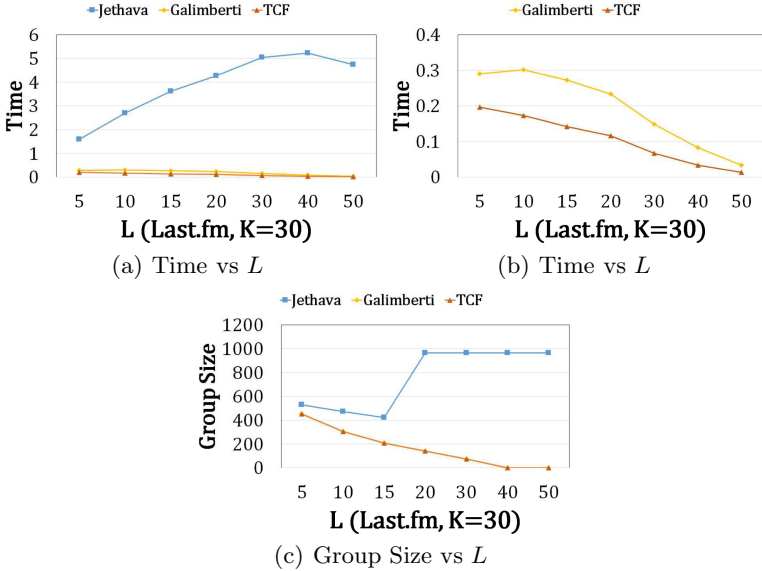 Jethava Galimberti TCF
6
5
4
3
2
1
0
Time
5 10 15 20 30 40 50
L (Last.fm, K=30)
(a) Time vs L
Galimberti TCF
0.4
0.3
0.2
0.1
0
Time
5 10 15 20 30 40 50
L (Last.fm, K=30)
(b) Time vs L
Jethava Galimberti TCF
1200
1000
800
600
400
200
0
Group Size
5 10 15 20 30 40 50
L (Last.fm, K=30)
(c) Group Size vs L